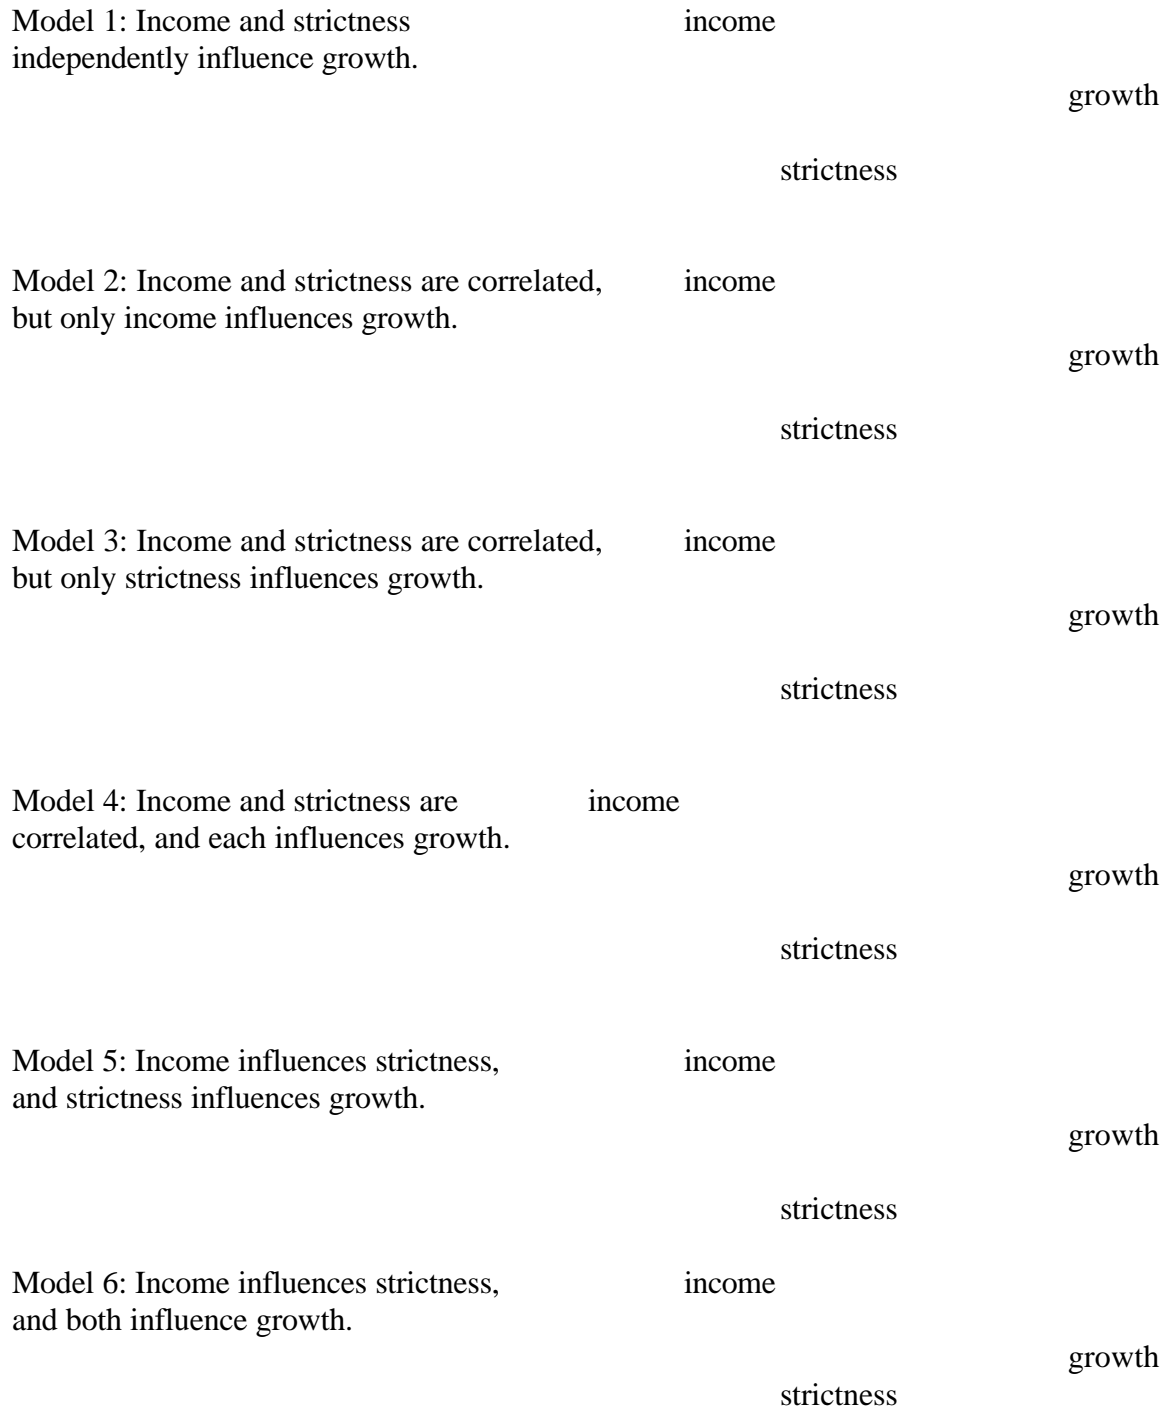 Model 1: Income and strictness income
independently influence growth.
growth
strictness
Model 2: Income and strictness are correlated, income
but only income influences growth.
growth
strictness
Model 3: Income and strictness are correlated, income
but only strictness influences growth.
growth
strictness
Model 4: Income and strictness are income
correlated, and each influences growth.
growth
strictness
Model 5: Income influences strictness, income
and strictness influences growth.
growth
strictness
Model 6: Income influences strictness, income
and both influence growth.
growth
strictness